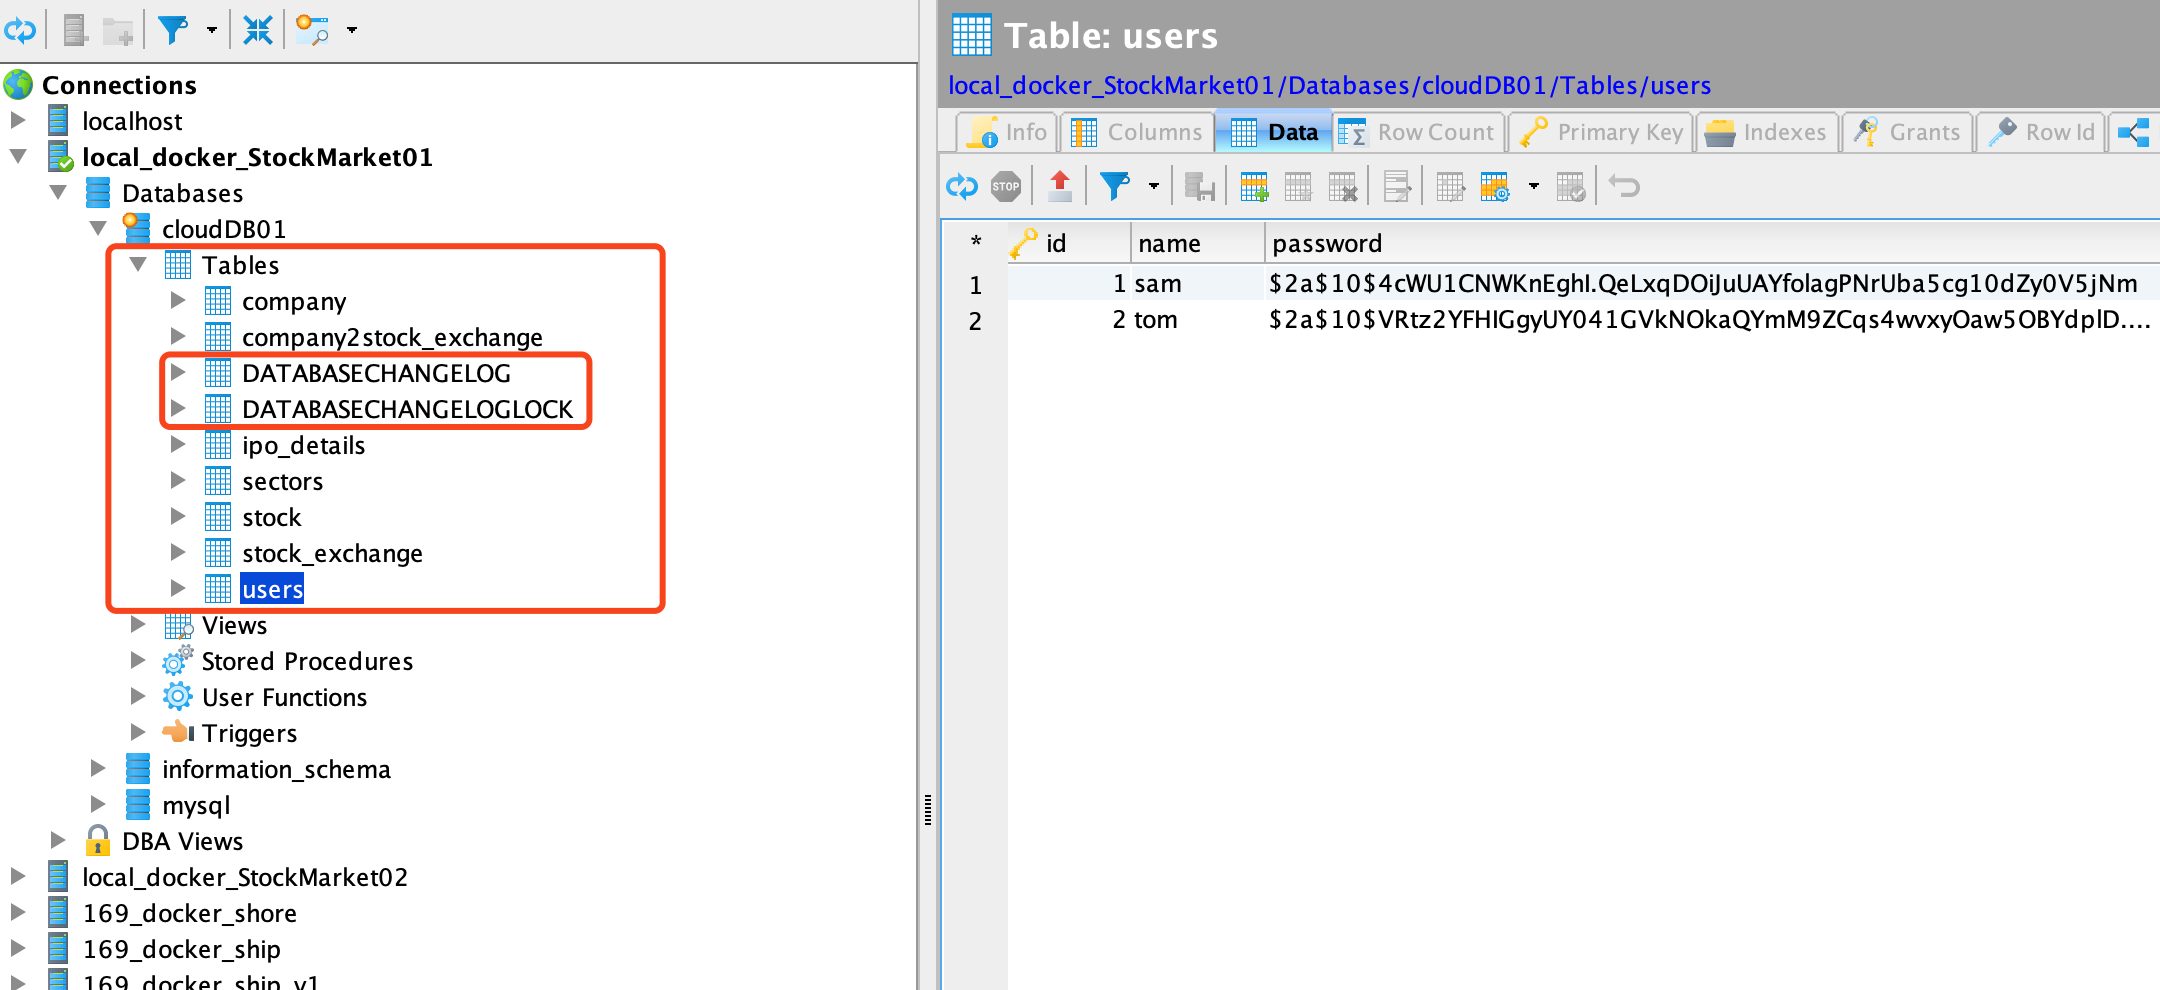 Connections
localhost
local_docker_StockMarket01
Databases
cloudDB01
Tables
company
company2stock_exchange
DATABASECHANGELOG
DATABASECHANGELOGLOCK
ipo_details
sectors
stock
stock_exchange
users
Views
Stored Procedures
User Functions
Triggers
information_schema
mysql
DBA Views
local_docker_StockMarket02
169_docker_shore
169_docker_ship
169_docker_ship_v1
Table: users
local_docker_StockMarket01/Databases/cloudDB01/Tables/users
Info Columns Data Row Count Primary Key Indexes Grants Row Id
STOP
* id name password
1 1 sam $2a$10$4cWU1CNWKnEghI.QeLxqDOiJuUAYfolagPNrUba5cg10dZy0V5jNm
2 2 tom $2a$10$VRtz2YFHIGgyUY041GVkNOkaQYmM9ZCqs4wvxyOaw5OBYdplD....